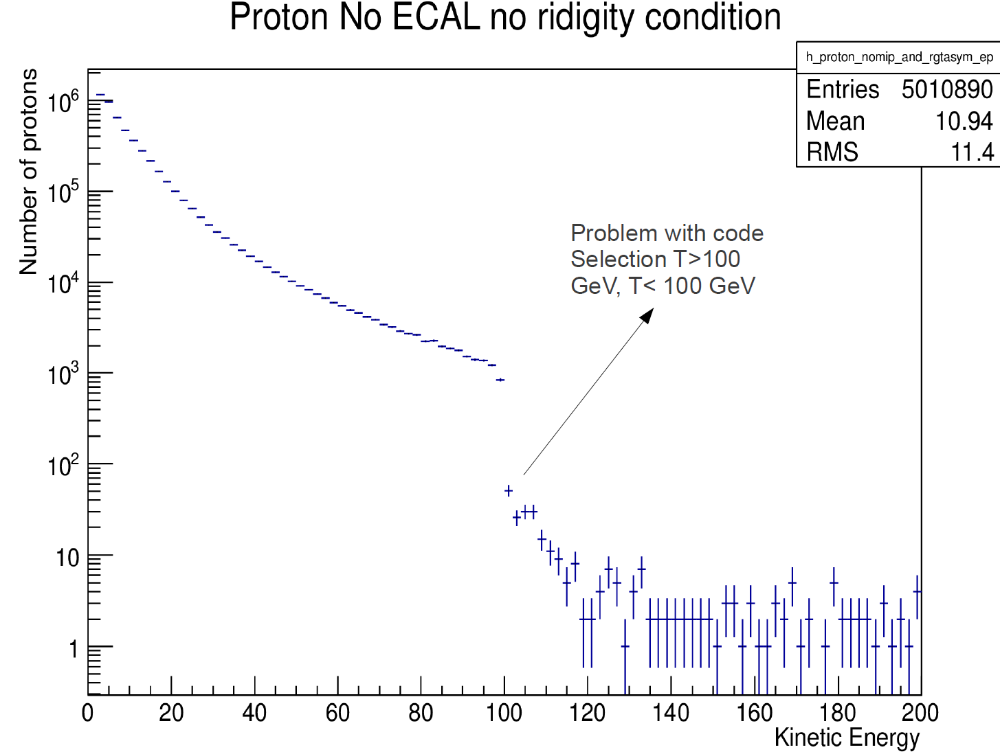 Proton No ECAL no ridigity condition
h_proton_nomip_and_rgtasym_ep
Entries 5010890
Mean 10.94
RMS 11.4
Number of protons
10^6
10^5
10^4
10^3
10^2
10
1
Problem with code
Selection T>100
GeV, T< 100 GeV
0 20 40 60 80 100 120 140 160 180 200
Kinetic Energy